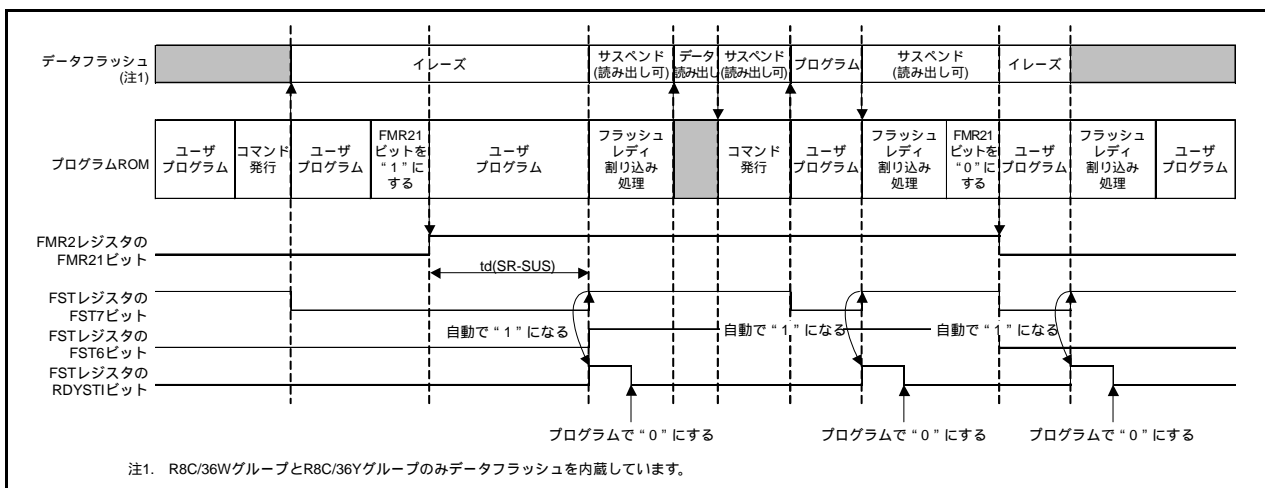 データフラッシュ
(注1)
イレーズ
サスペンド
(読み出し可)
データ
読み出し
サスペンド
(読み出し可)
プログラム
サスペンド
(読み出し可)
イレーズ
プログラムROM
ユーザ
プログラム
コマンド
発行
ユーザ
プログラム
FMR21
ビットを
“1”に
する
ユーザ
プログラム
フラッシュ
レディ
割り込み
処理
コマンド
発行
ユーザ
プログラム
フラッシュ
レディ
割り込み
処理
FMR21
ビットを
“0”に
する
ユーザ
プログラム
フラッシュ
レディ
割り込み
処理
ユーザ
プログラム
FMR2レジスタの
FMR21ビット
td(SR-SUS)
FSTレジスタの
FST7ビット
自動で“1”になる
自動で“1”になる
自動で“1”になる
FSTレジスタの
FST6ビット
FSTレジスタの
RDYSTIビット
プログラムで“0”にする
プログラムで“0”にする
プログラムで“0”にする
注1. R8C/36WグループとR8C/36Yグループのみデータフラッシュを内蔵しています。